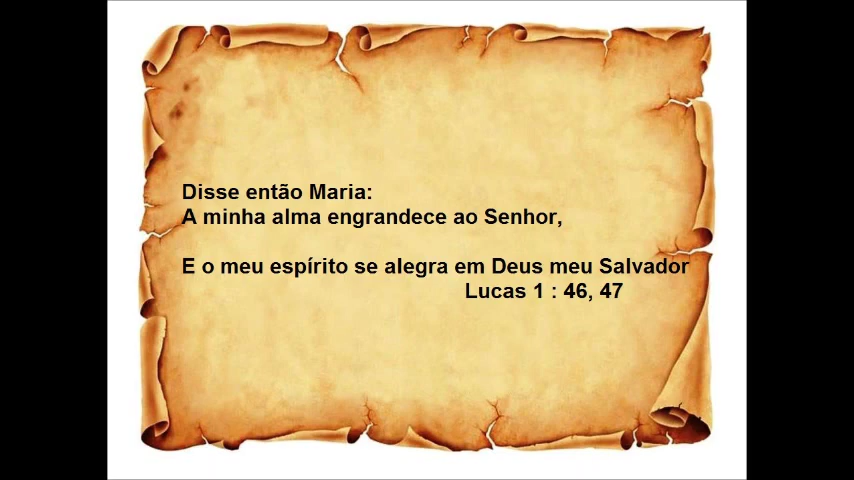 Disse então Maria:
A minha alma engrandece ao Senhor,
E o meu espírito se alegra em Deus meu Salvador
Lucas 1 : 46, 47